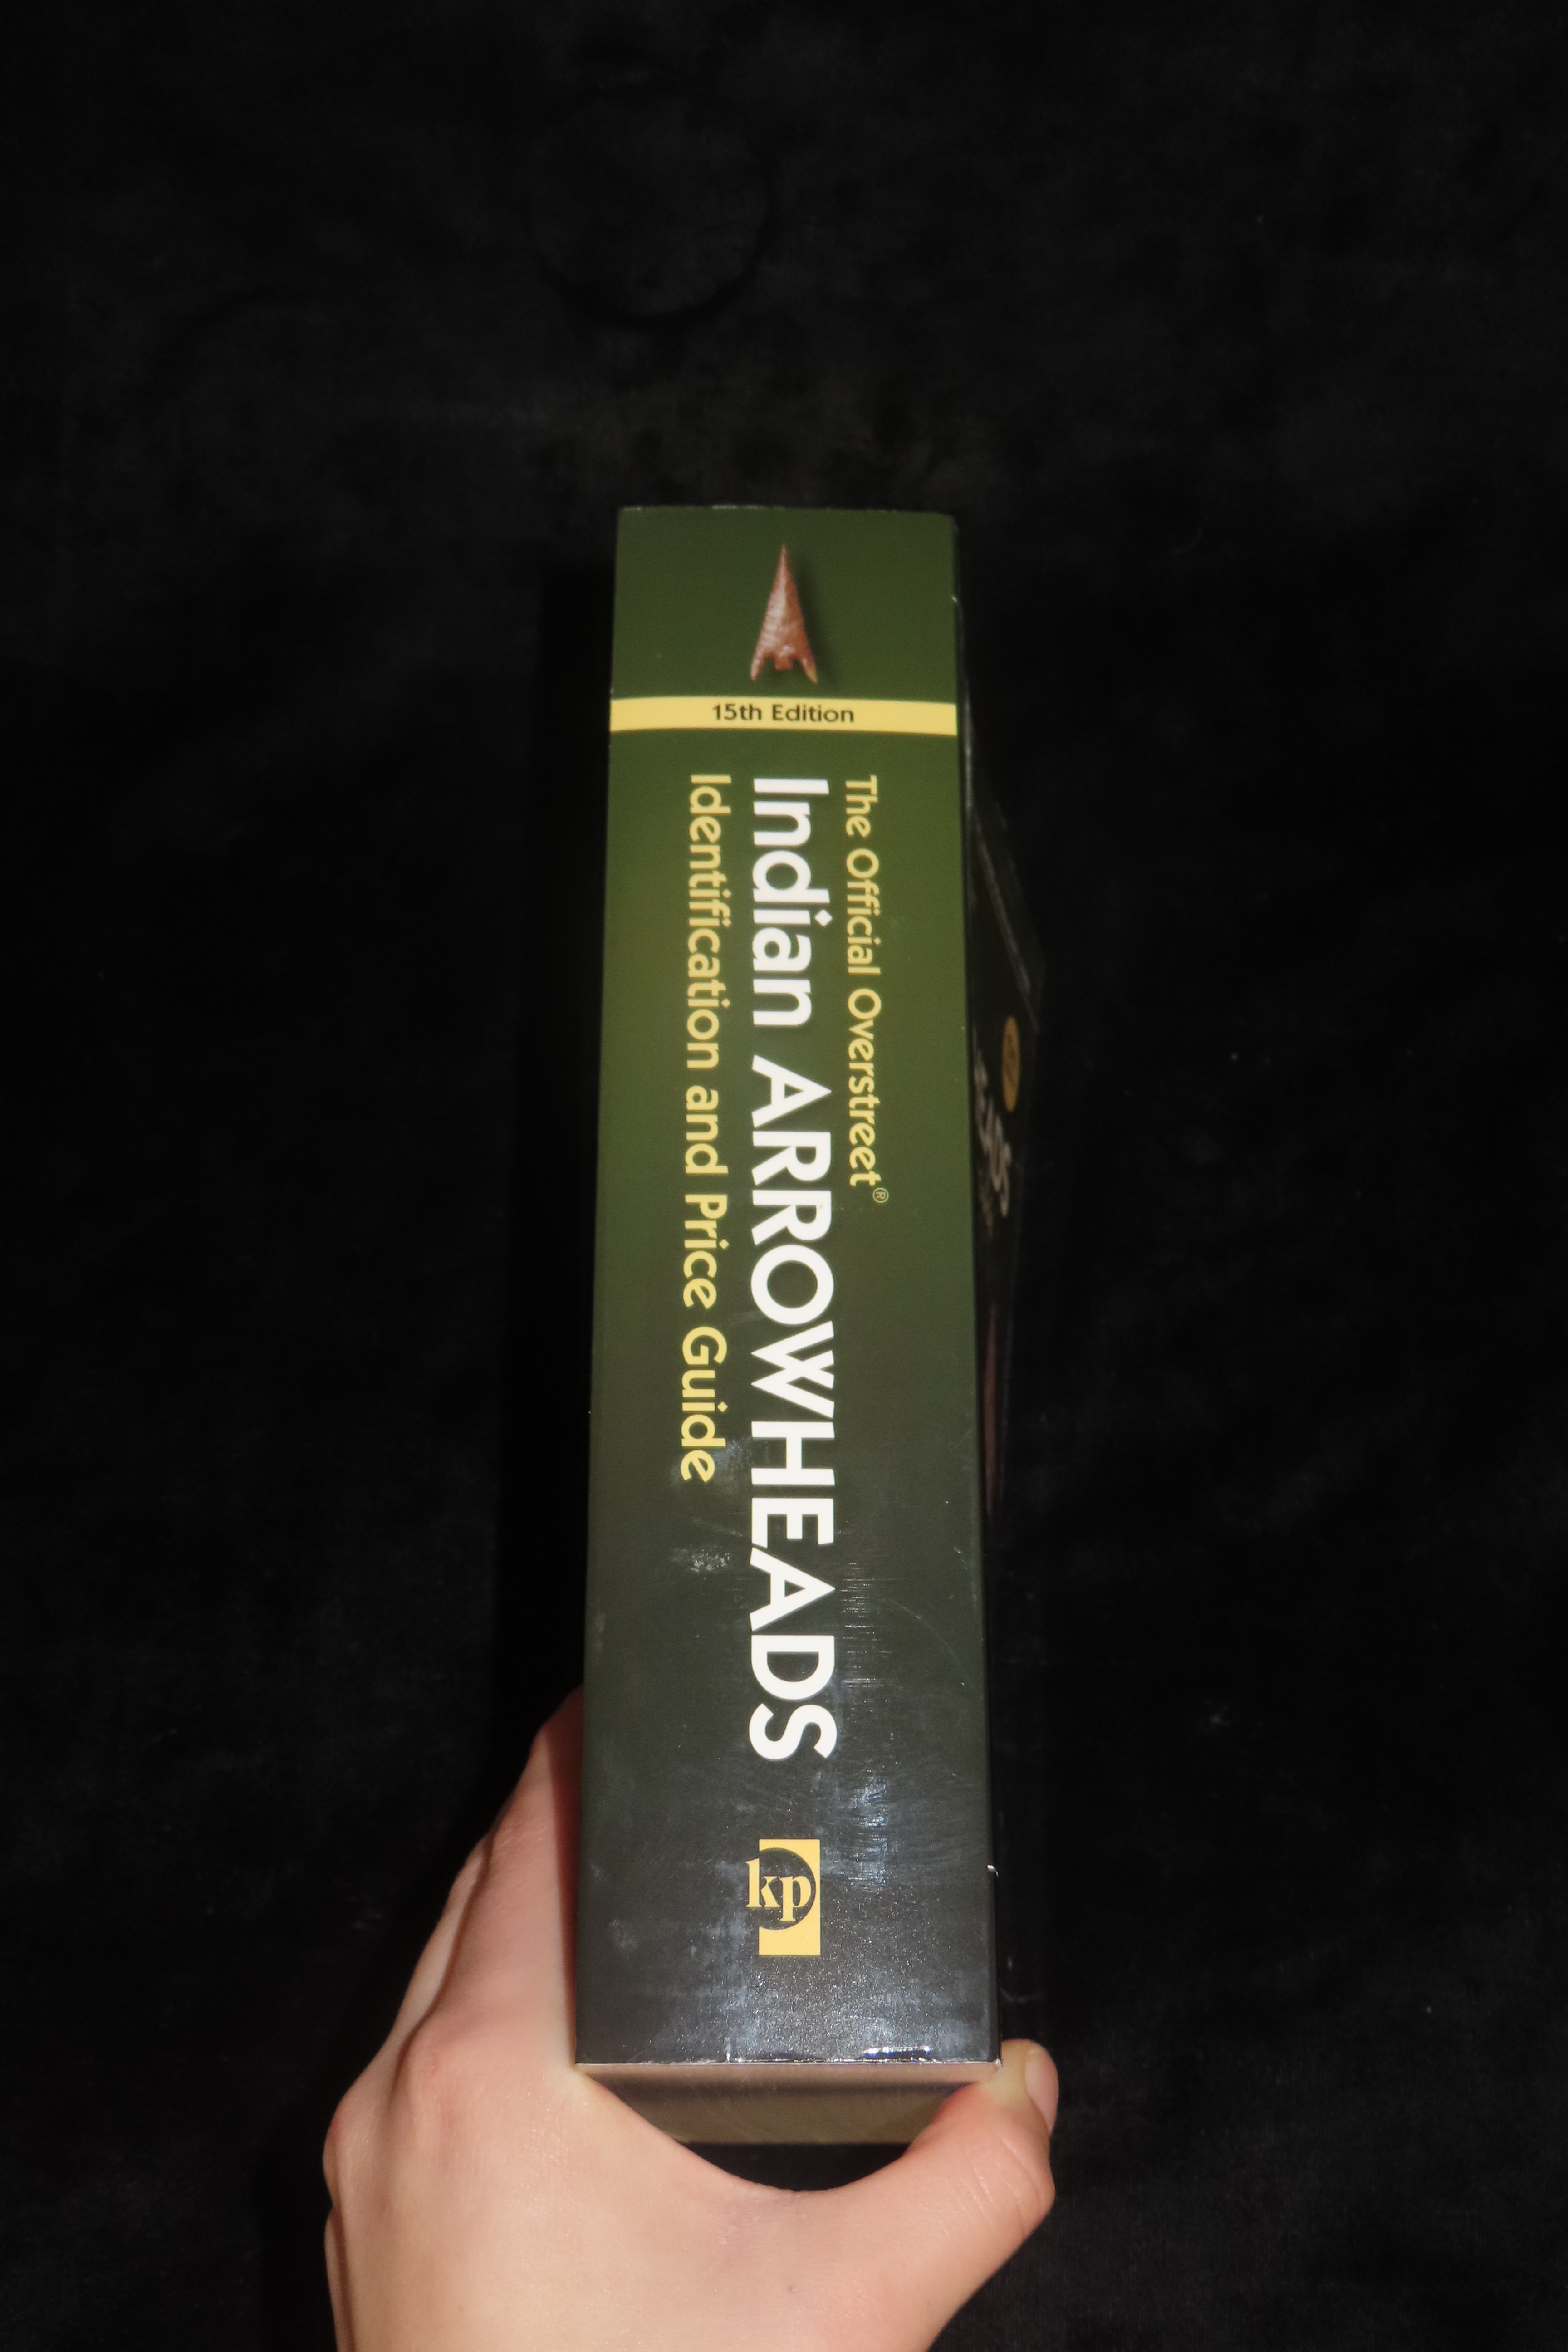 15th Edition
The Official Overstreet®
Indian ARROWHEADS
Identification and Price Guide
kp